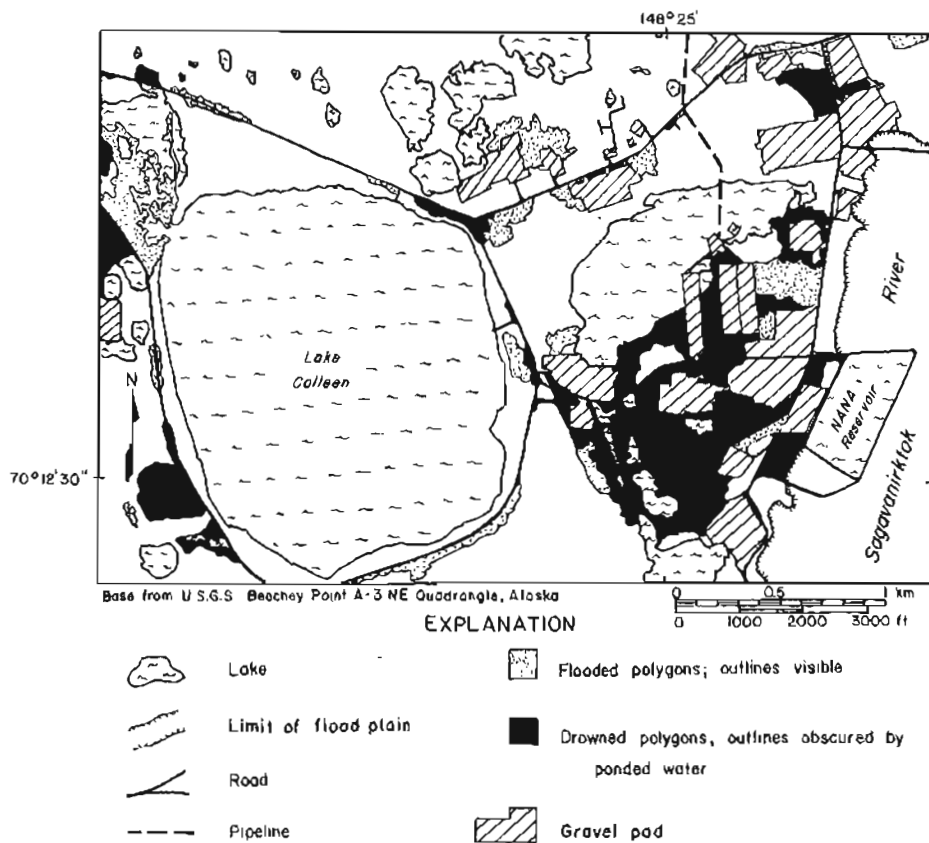 148° 25'
River
Lake
Colleen
NANA
Reservoir
N
70° 12' 30"
Sagavanirktok
Base from U.S.G.S Beechey Point A-3 NE Quadrangle, Alaska
0 0.5 1 km
0 1000 2000 3000 ft
EXPLANATION
Lake
Limit of flood plain
Road
Pipeline
Flooded polygons; outlines visible
Drowned polygons, outlines obscured by
ponded water
Gravel pad